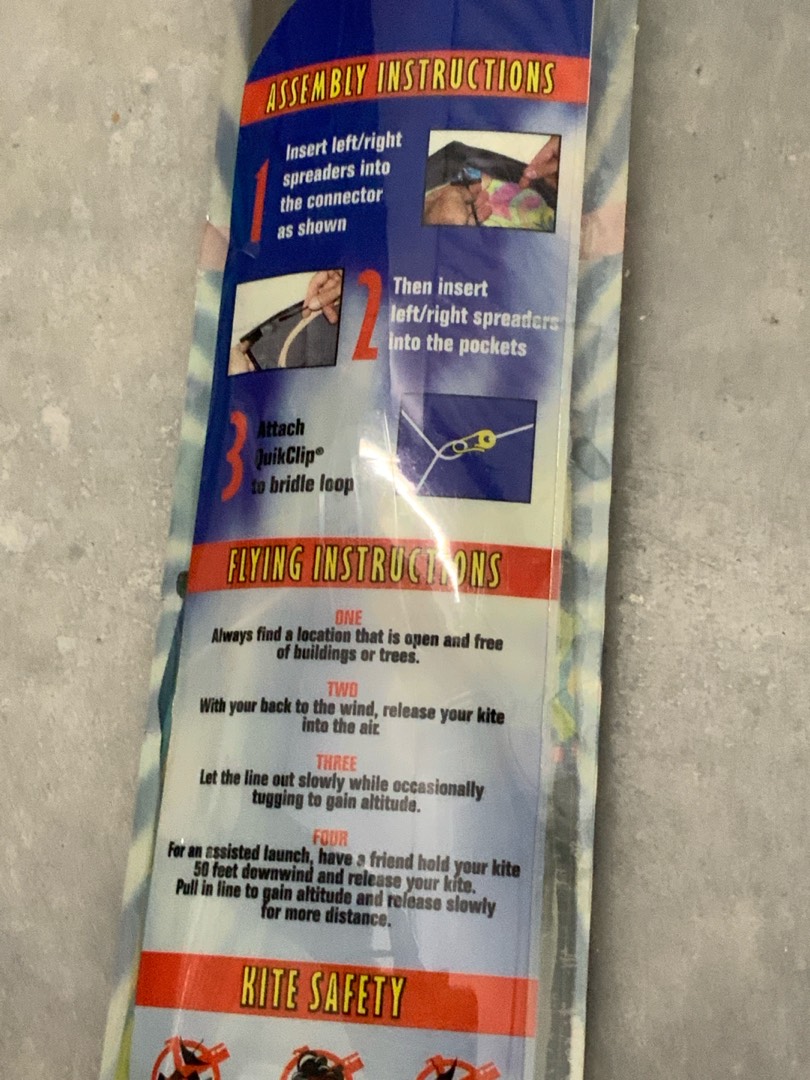 ASSEMBLY INSTRUCTIONS
1
Insert left/right
spreaders into
the connector
as shown
2
Then insert
left/right spreaders
into the pockets
3
Attach
QuikClip®
to bridle loop
FLYING INSTRUCTIONS
ONE
Always find a location that is open and free
of buildings or trees.
TWO
With your back to the wind, release your kite
into the air.
THREE
Let the line out slowly while occasionally
tugging to gain altitude.
FOUR
For an assisted launch, have a friend hold your kite
50 feet downwind and release your kite.
Pull in line to gain altitude and release slowly
for more distance.
KITE SAFETY